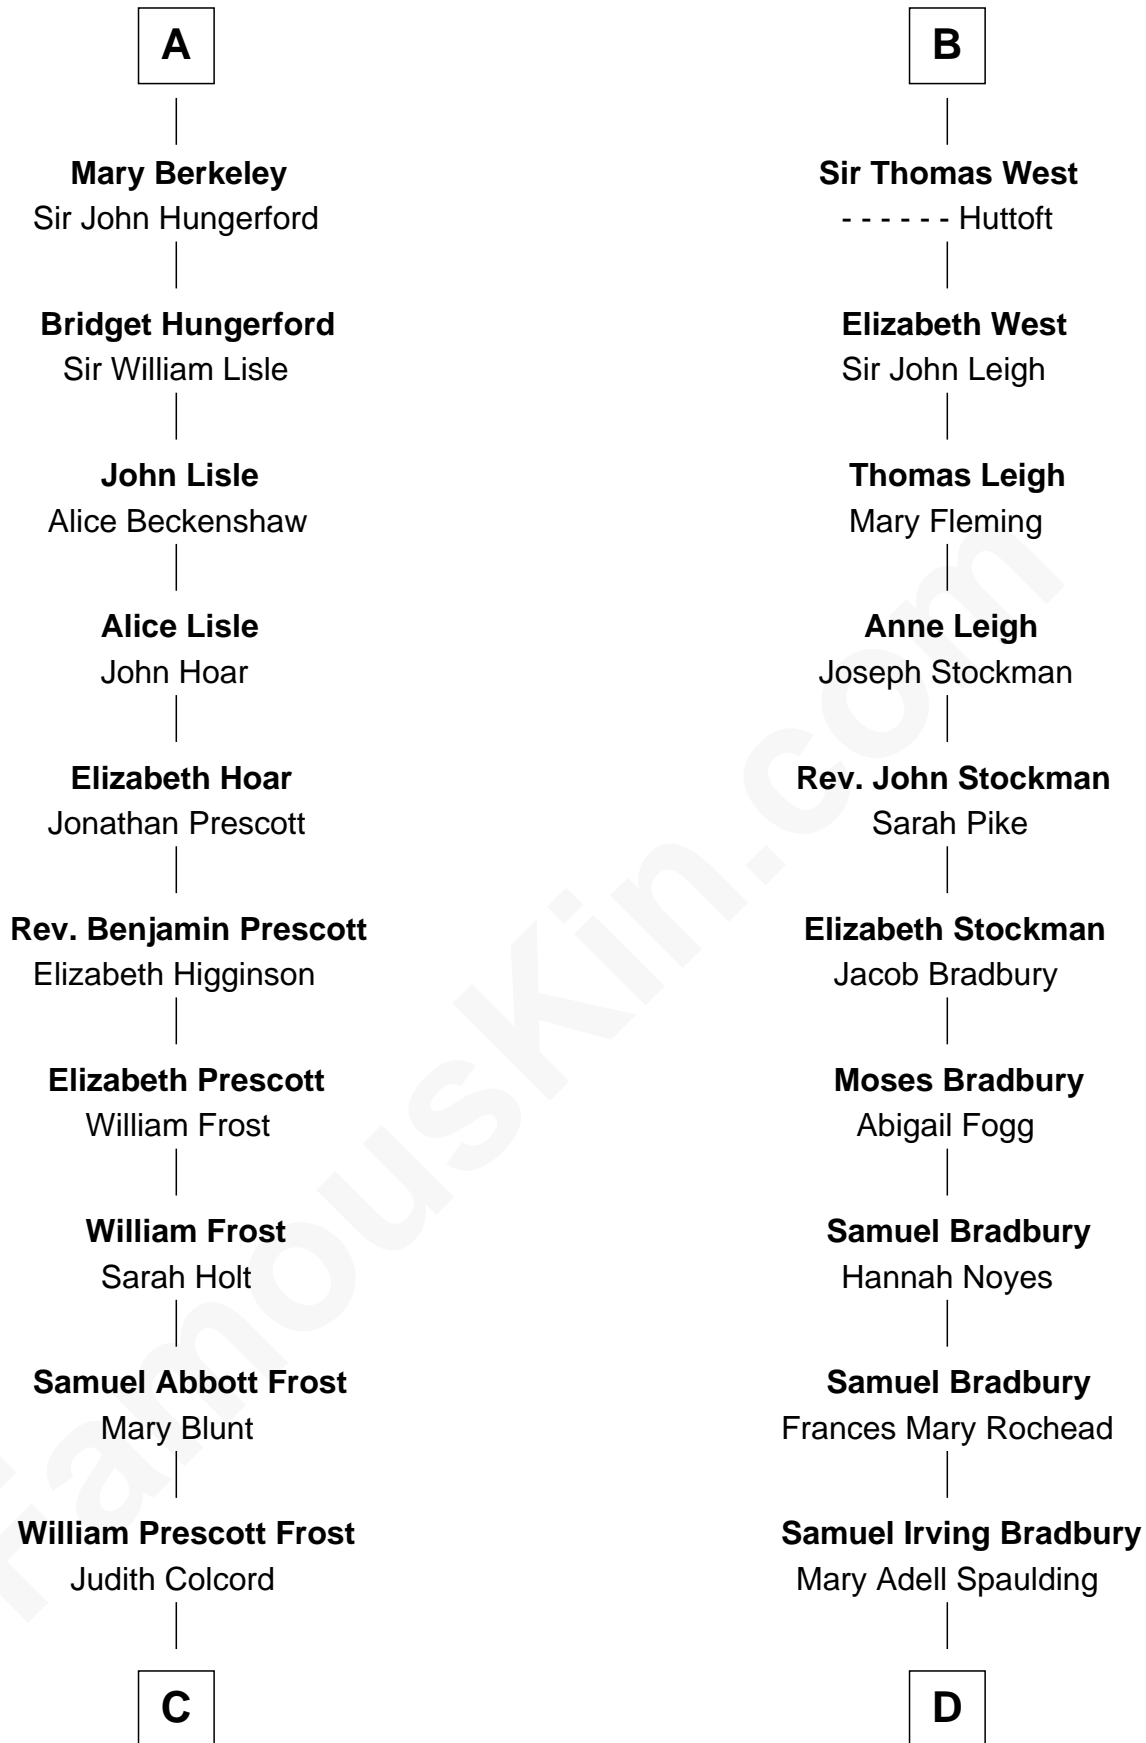 A
Mary Berkeley
Sir John Hungerford
Bridget Hungerford
Sir William Lisle
John Lisle
Alice Beckenshaw
Alice Lisle
John Hoar
Elizabeth Hoar
Jonathan Prescott
Rev. Benjamin Prescott
Elizabeth Higginson
Elizabeth Prescott
William Frost
William Frost
Sarah Holt
Samuel Abbott Frost
Mary Blunt
William Prescott Frost
Judith Colcord
C
B
Sir Thomas West
- - - - - - Huttoft
Elizabeth West
Sir John Leigh
Thomas Leigh
Mary Fleming
Anne Leigh
Joseph Stockman
Rev. John Stockman
Sarah Pike
Elizabeth Stockman
Jacob Bradbury
Moses Bradbury
Abigail Fogg
Samuel Bradbury
Hannah Noyes
Samuel Bradbury
Frances Mary Rochead
Samuel Irving Bradbury
Mary Adell Spaulding
D
FamousKin.com